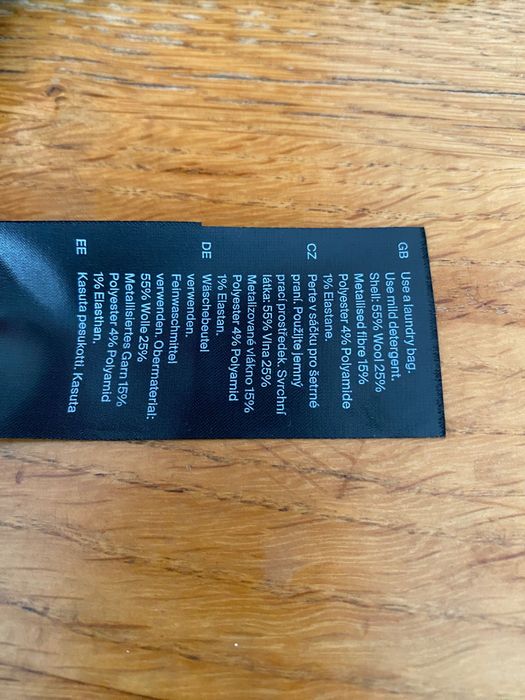 GB
Use a laundry bag.
Use mild detergent.
Shell: 55% Wool 25%
Metallised fibre 15%
Polyester 4% Polyamide
1% Elastane.
CZ
Perte v sáčku pro šetrné
praní. Použijte jemný
prací prostředek. Svrchní
látka: 55% Vlna 25%
Metalizované vlákno 15%
Polyester 4% Polyamid
1% Elastan.
DE
Wäschebeutel
verwenden.
Feinwaschmittel
verwenden. Obermaterial:
55% Wolle 25%
Metallisiertes Garn 15%
Polyester 4% Polyamid
1% Elasthan.
EE
Kasuta pesukotti. Kasuta